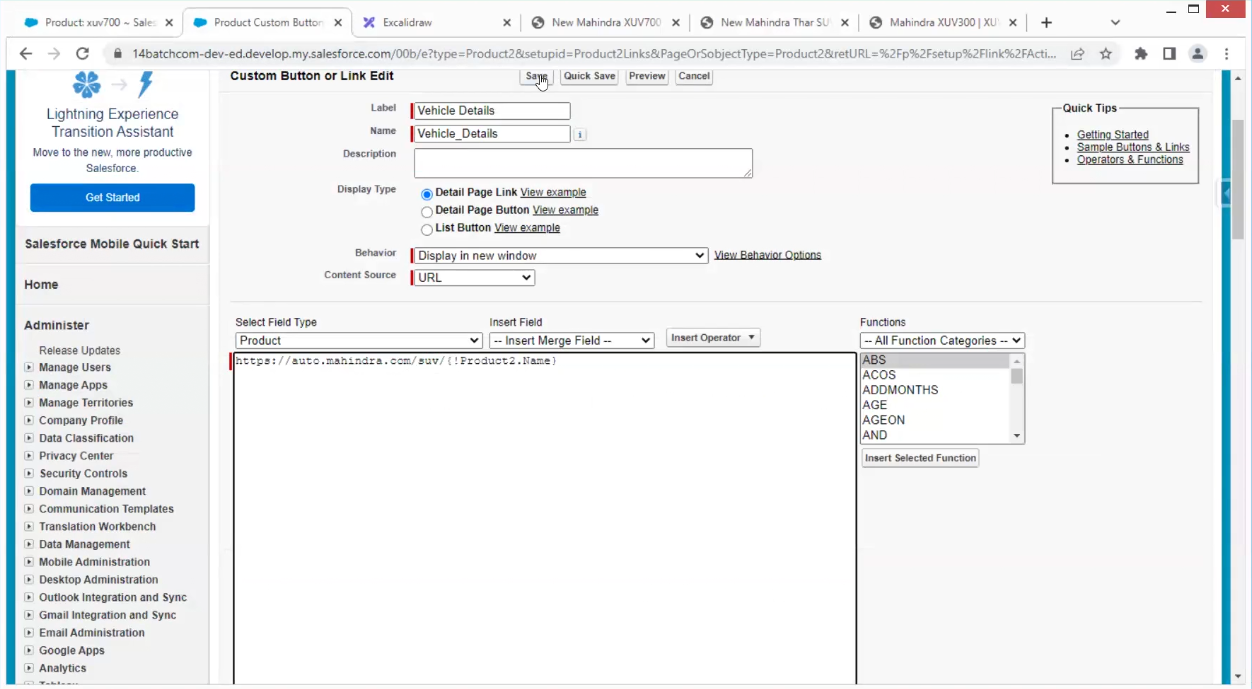 Product: xuv700 ~ Sales
Product Custom Button
Excalidraw
New Mahindra XUV700
New Mahindra Thar SU
Mahindra XUV300 | XU
14batchcom-dev-ed.develop.my.salesforce.com/00b/e?type=Product2&setupid=Product2Links&PageOrSobjectType=Product2&retURL=%2Fp%2Fsetup%2Flink%2FActi...
Lightning Experience
Transition Assistant
Move to the new, more productive
Salesforce.
Get Started
Salesforce Mobile Quick Start
Home
Administer
Release Updates
Manage Users
Manage Apps
Manage Territories
Company Profile
Data Classification
Privacy Center
Security Controls
Domain Management
Communication Templates
Translation Workbench
Data Management
Mobile Administration
Desktop Administration
Outlook Integration and Sync
Gmail Integration and Sync
Email Administration
Google Apps
Analytics
Custom Button or Link Edit
Save Quick Save Preview Cancel
Label Vehicle Details
Name Vehicle_Details
Description
Display Type
Detail Page Link View example
Detail Page Button View example
List Button View example
Behavior Display in new window View Behavior Options
Content Source URL
Quick Tips
Getting Started
Sample Buttons & Links
Operators & Functions
Select Field Type Insert Field
Product -- Insert Merge Field -- Insert Operator
https://auto.mahindra.com/suv/{!Product2.Name}
Functions
-- All Function Categories --
ABS
ACOS
ADDMONTHS
AGE
AGEON
AND
Insert Selected Function